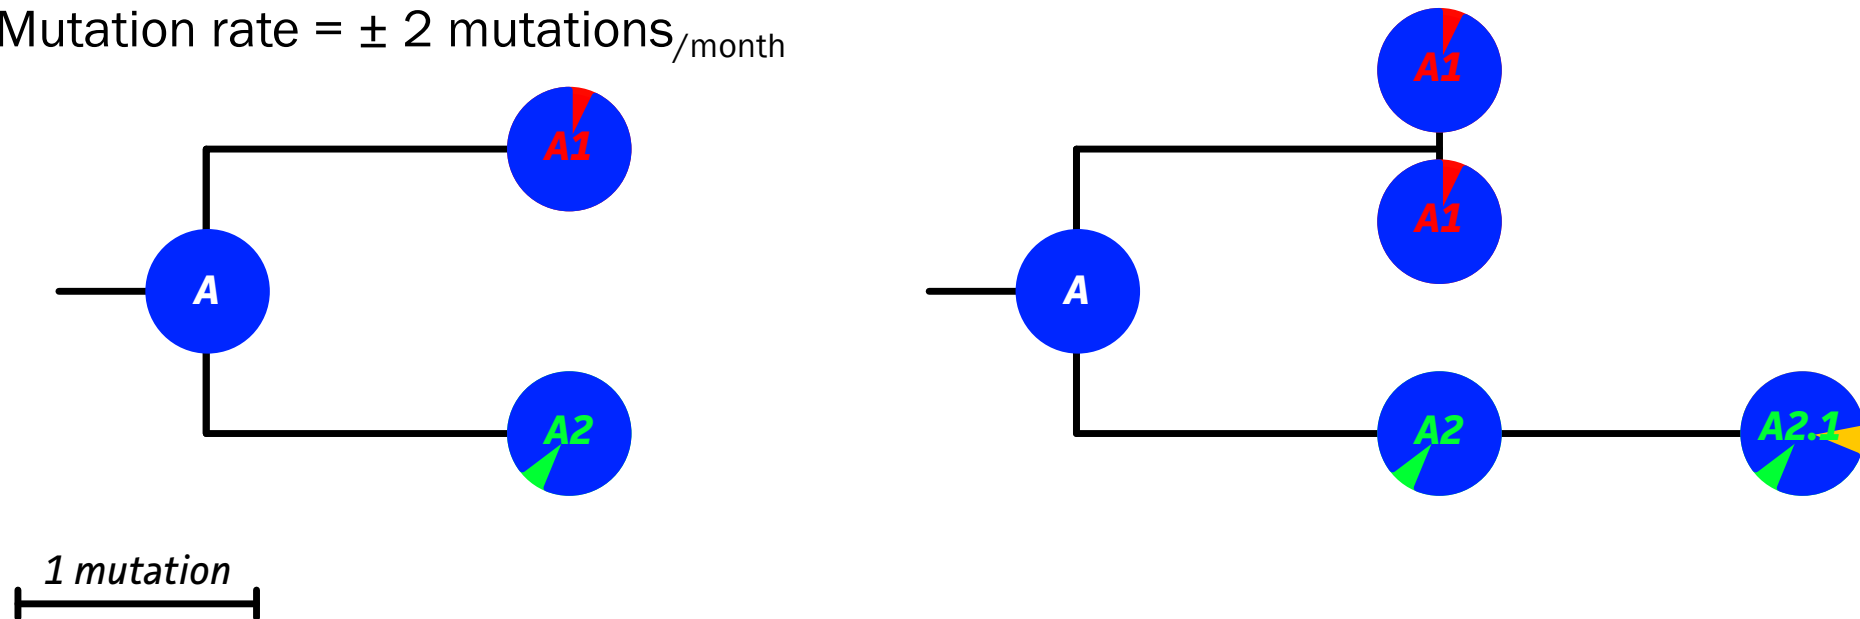 Mutation rate = ± 2 mutations/month
A1
A1
A1
A
A
A2
A2
A2.1
1 mutation